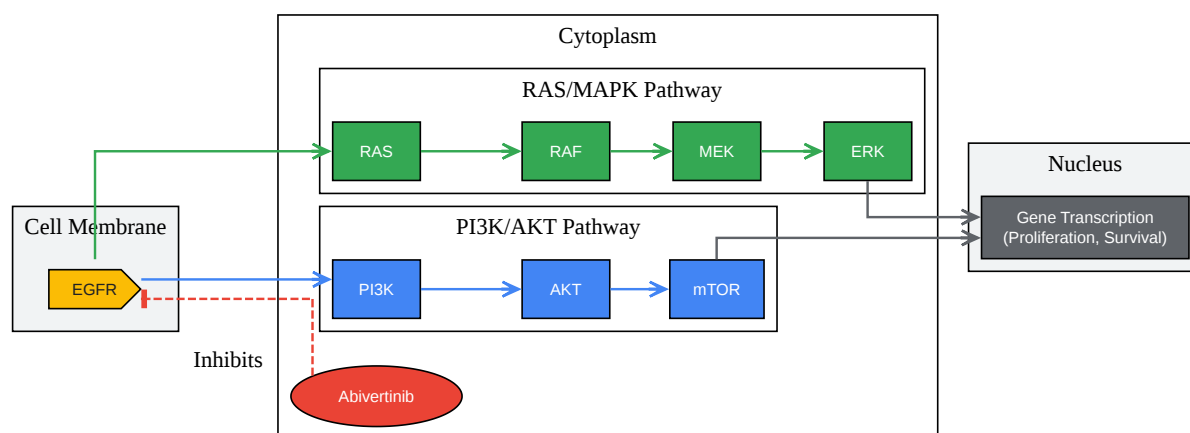 Cytoplasm
RAS/MAPK Pathway
RAS
RAF
MEK
ERK
Nucleus
Gene Transcription
(Proliferation, Survival)
Cell Membrane
EGFR
PI3K/AKT Pathway
PI3K
AKT
mTOR
Inhibits
Abivertinib